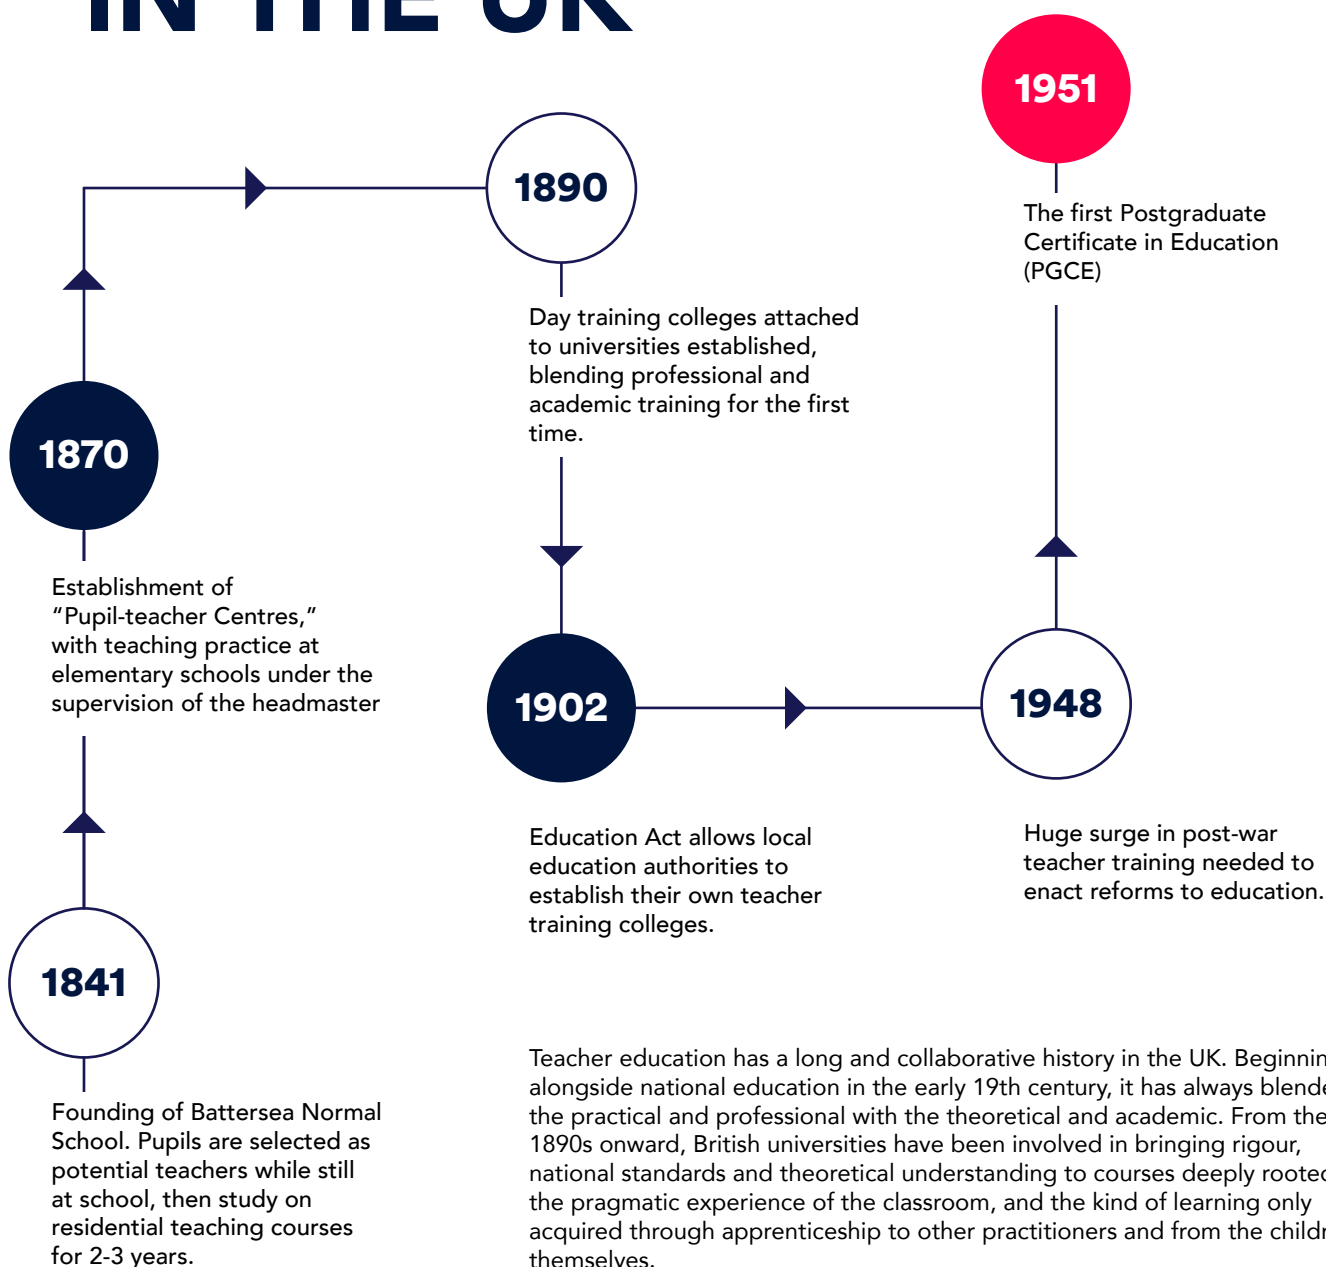 IN THE UK
1841
Founding of Battersea Normal
School. Pupils are selected as
potential teachers while still
at school, then study on
residential teaching courses
for 2-3 years.
1870
Establishment of
“Pupil-teacher Centres,”
with teaching practice at
elementary schools under the
supervision of the headmaster
1890
Day training colleges attached
to universities established,
blending professional and
academic training for the first
time.
1902
Education Act allows local
education authorities to
establish their own teacher
training colleges.
1948
Huge surge in post-war
teacher training needed to
enact reforms to education.
1951
The first Postgraduate
Certificate in Education
(PGCE)
Teacher education has a long and collaborative history in the UK.
alongside national education in the early 19th century, it has always
the practical and professional with the theoretical and academic. From the
1890s onward, British universities have been involved in bringing rigour,
national standards and theoretical understanding to courses deeply
the pragmatic experience of the classroom, and the kind of learning only
acquired through apprenticeship to other practitioners and from the
themselves.